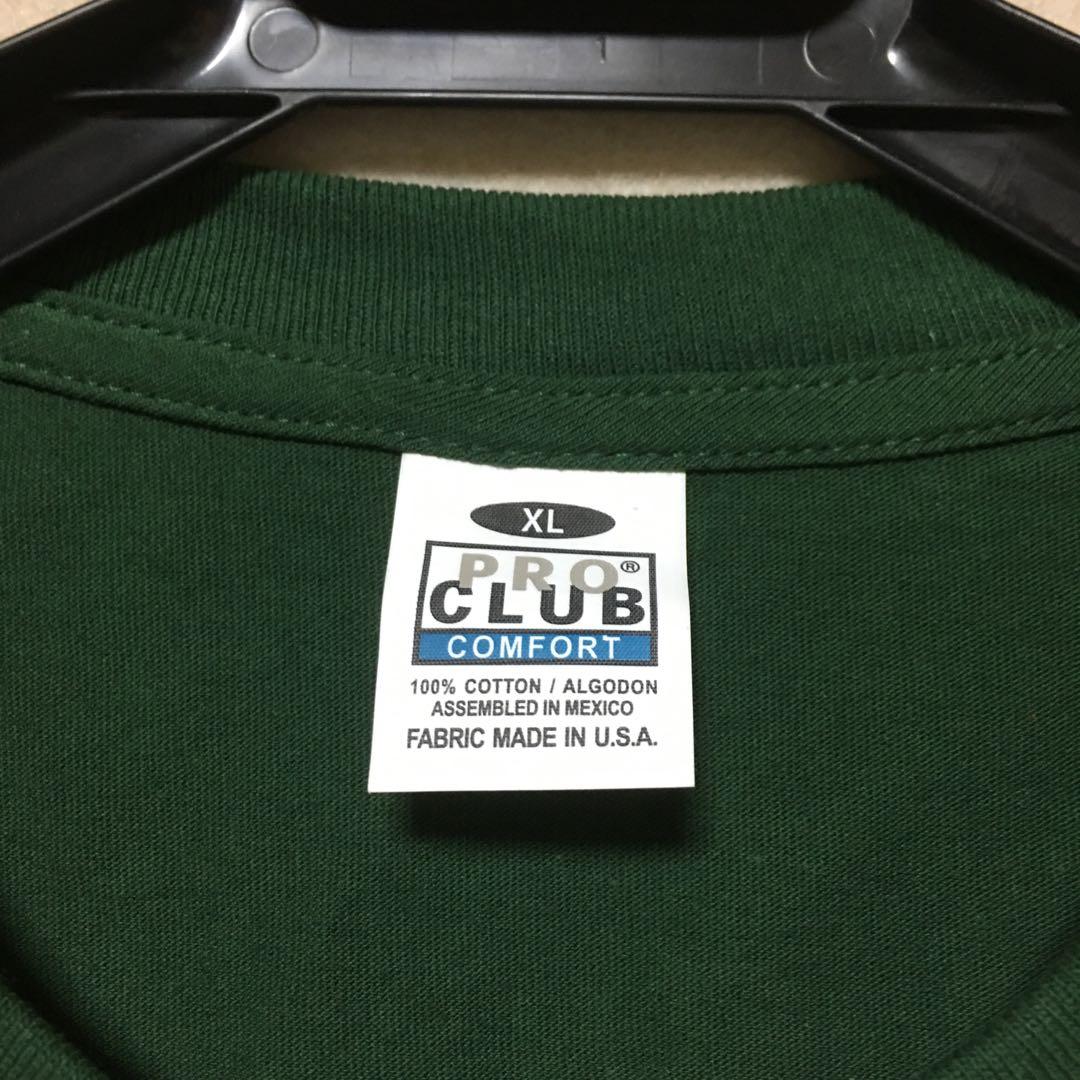 XL
PRO®
CLUB
COMFORT
100% COTTON / ALGODON
ASSEMBLED IN MEXICO
FABRIC MADE IN U.S.A.